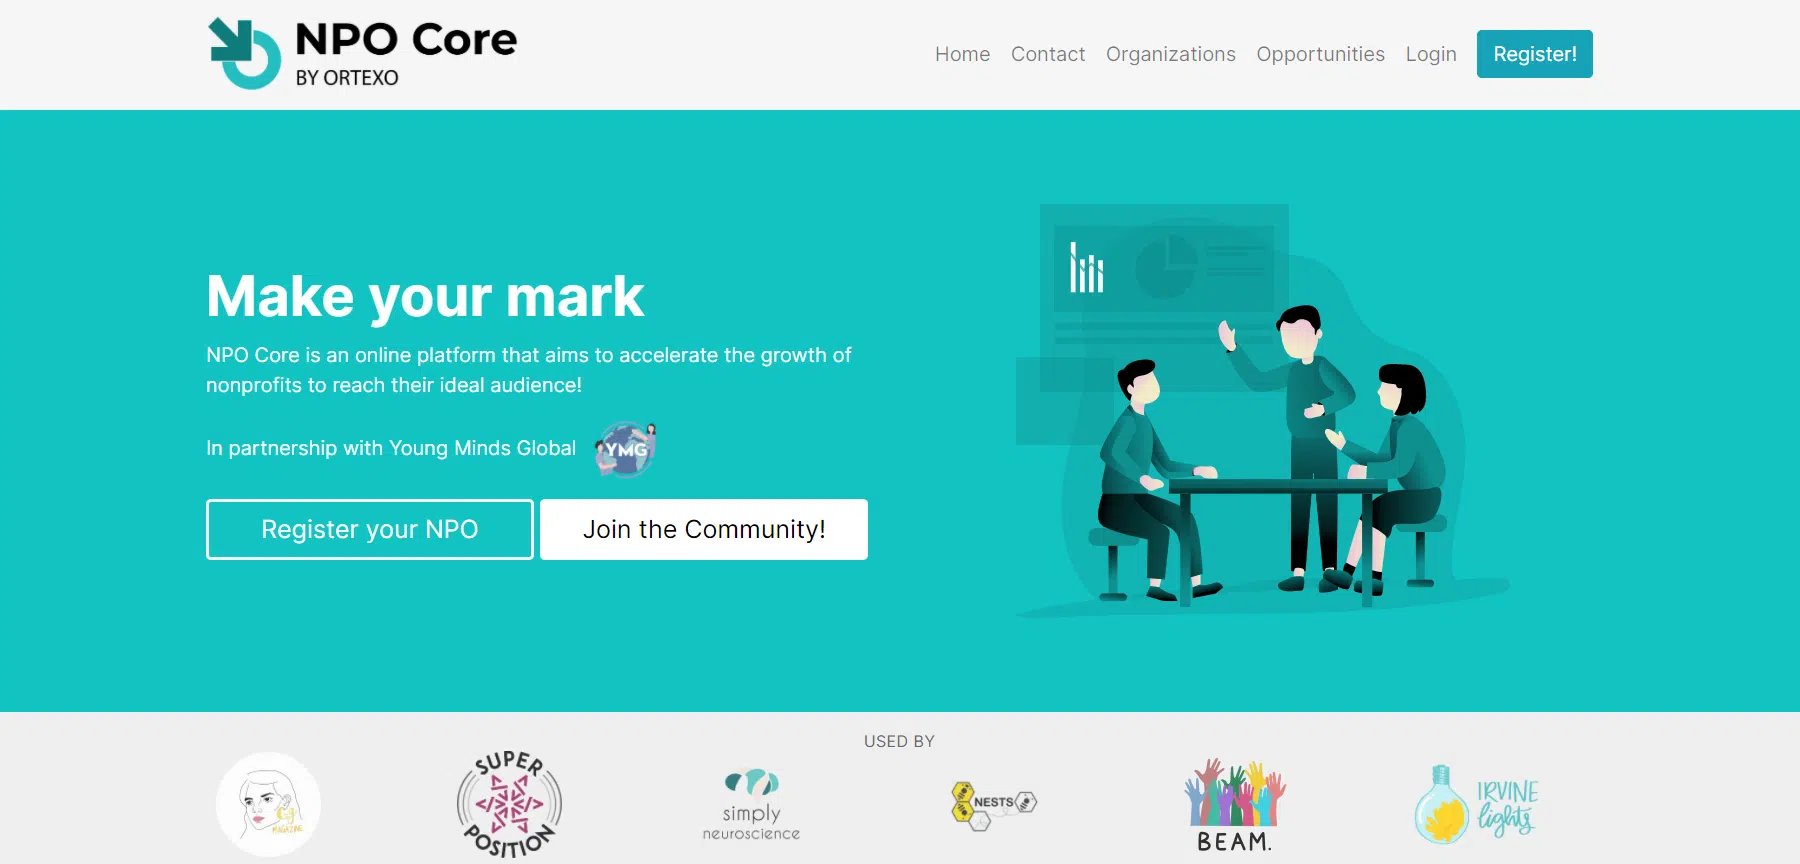 NPO Core
BY ORTEXO
Home Contact Organizations Opportunities Login Register!
Make your mark
NPO Core is an online platform that aims to accelerate the growth of
nonprofits to reach their ideal audience!
In partnership with Young Minds Global
YMG
Register your NPO
Join the Community!
USED BY
MAGAZINE
SUPER
POSITION
simply
neuroscience
NESTS
BEAM.
IRVINE
lights